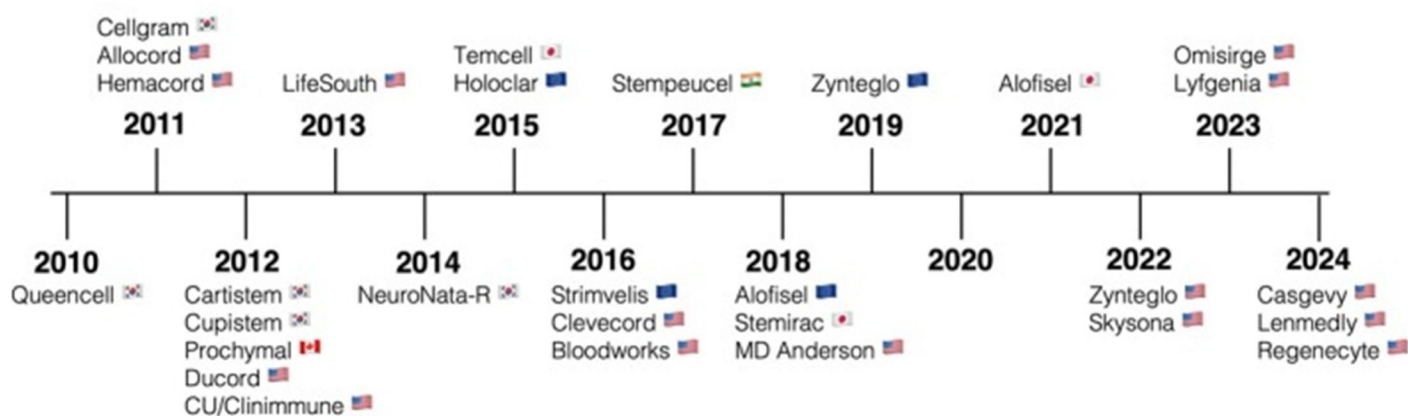 Cellgram
Allocord
Hemacord
2011
LifeSouth
2013
Temcell
Holoclar
2015
Stempeucel
2017
Zynteglo
2019
Alofisel
2021
Omisirge
Lyfgenia
2023
2010
Queencell
2012
Cartistem
Cupistem
Prochymal
Ducord
CU/Clinimmune
2014
NeuroNata-R
2016
Strimvelis
Clevecord
Bloodworks
2018
Alofisel
Stemirac
MD Anderson
2020
2022
Zynteglo
Skysona
2024
Casgevy
Lenmedly
Regenecyte